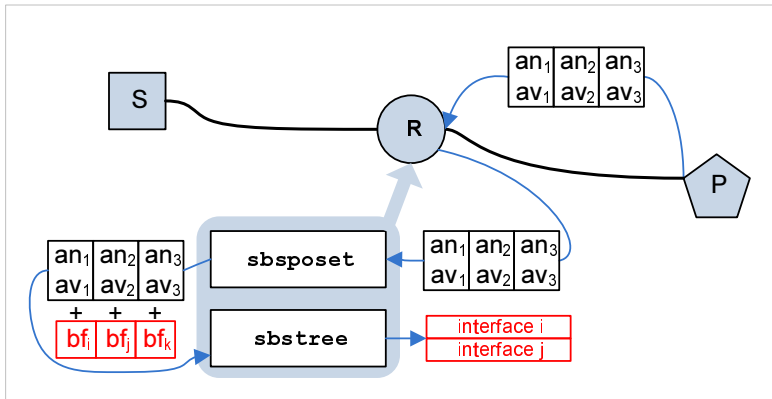 an₁ an₂ an₃
av₁ av₂ av₃
S
R
P
an₁ an₂ an₃
av₁ av₂ av₃
+ + +
bfᵢ bfⱼ bfₖ
sbsposet
an₁ an₂ an₃
av₁ av₂ av₃
sbstree
interface i
interface j